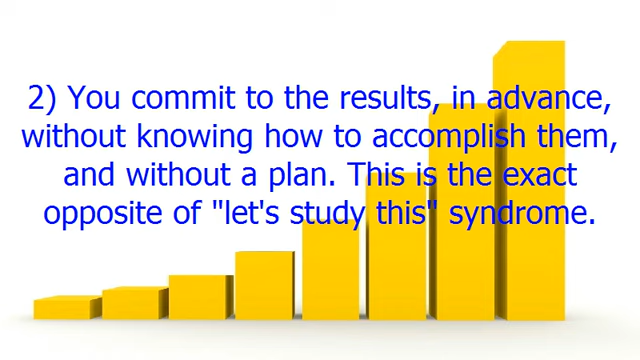 2) You commit to the results, in advance,
without knowing how to accomplish them,
and without a plan. This is the exact
opposite of "let's study this" syndrome.